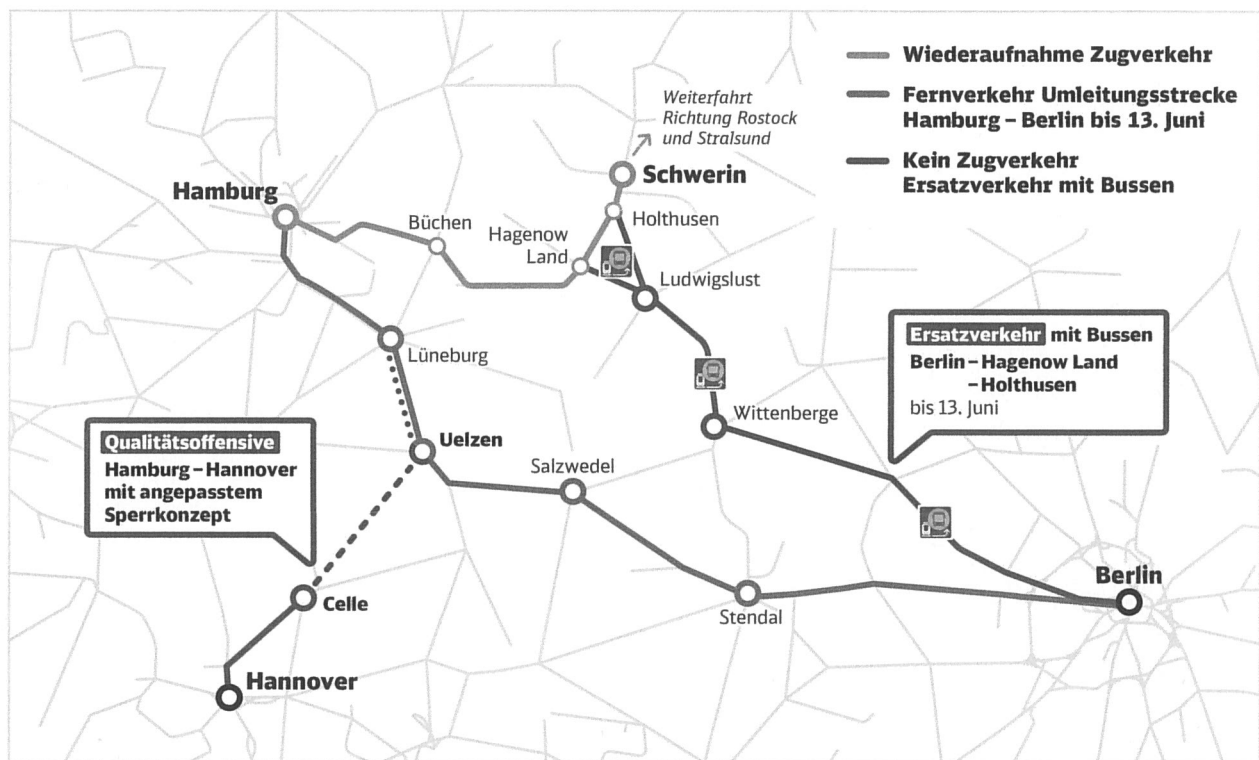 Wiederaufnahme Zugverkehr
Fernverkehr Umleitungsstrecke
Hamburg – Berlin bis 13. Juni
Kein Zugverkehr
Ersatzverkehr mit Bussen
Weiterfahrt
Richtung Rostock
und Stralsund
Schwerin
Hamburg
Büchen
Holthusen
Hagenow
Land
Ludwigslust
Lüneburg
Ersatzverkehr mit Bussen
Berlin – Hagenow Land
– Holthusen
bis 13. Juni
Wittenberge
Qualitätsoffensive
Hamburg – Hannover
mit angepasstem
Sperrkonzept
Uelzen
Salzwedel
Berlin
Celle
Stendal
Hannover